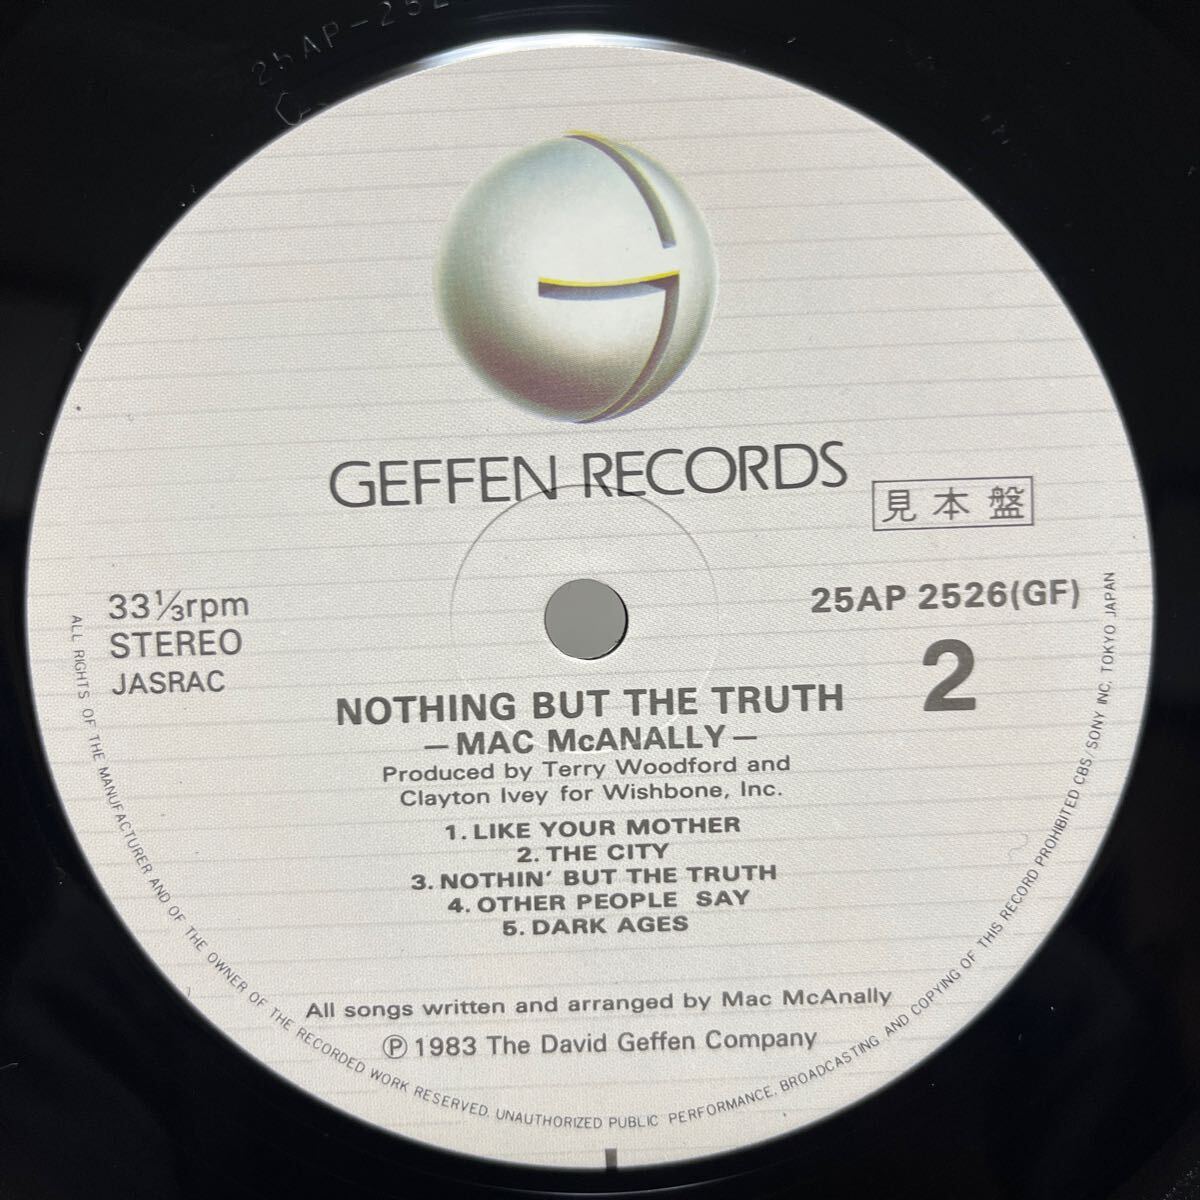 25AP-252
GEFFEN RECORDS
見本盤
33⅓rpm
STEREO
JASRAC
25AP 2526(GF)
2
NOTHING BUT THE TRUTH
—MAC McANALLY—
Produced by Terry Woodford and
Clayton Ivey for Wishbone, Inc.
1. LIKE YOUR MOTHER
2. THE CITY
3. NOTHIN' BUT THE TRUTH
4. OTHER PEOPLE SAY
5. DARK AGES
All songs written and arranged by Mac McAnally
Ⓟ 1983 The David Geffen Company
ALL RIGHTS OF THE MANUFACTURER AND OF THE OWNER OF THE RECORDED WORK RESERVED. UNAUTHORIZED PUBLIC PERFORMANCE, BROADCASTING AND COPYING OF THIS RECORD PROHIBITED CBS/SONY INC. TOKYO JAPAN